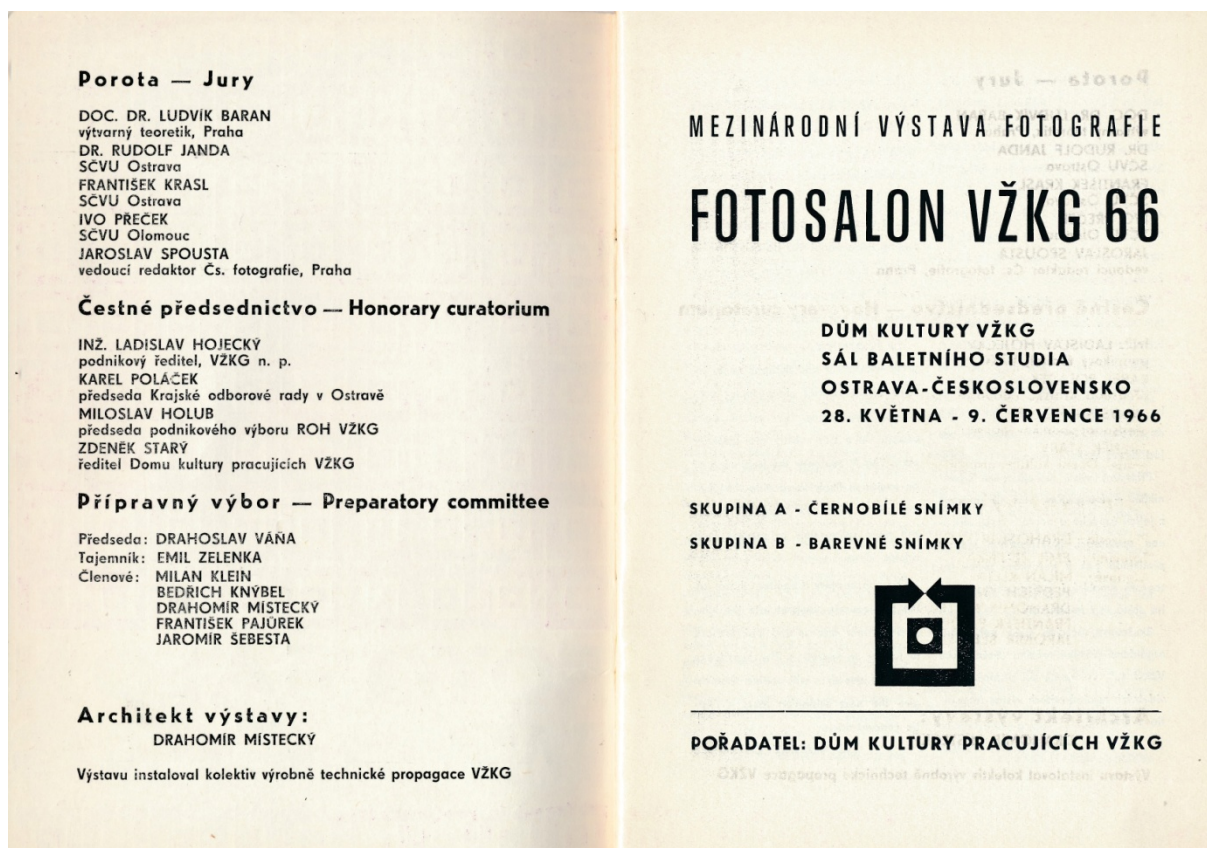 Porota — Jury
DOC. DR. LUDVÍK BARAN
výtvarný teoretik, Praha
DR. RUDOLF JANDA
SČVU Ostrava
FRANTIŠEK KRASL
SČVU Ostrava
IVO PŘEČEK
SČVU Olomouc
JAROSLAV SPOUSTA
vedoucí redaktor Čs. fotografie, Praha
Čestné předsednictvo — Honorary curatorium
INŽ. LADISLAV HOJECKÝ
podnikový ředitel, VŽKG n. p.
KAREL POLÁČEK
předseda Krajské odborové rady v Ostravě
MILOSLAV HOLUB
předseda podnikového výboru ROH VŽKG
ZDENĚK STARÝ
ředitel Domu kultury pracujících VŽKG
Přípravný výbor — Preparatory committee
Předseda: DRAHOSLAV VÁŇA
Tajemník: EMIL ZELENKA
Členové: MILAN KLEIN
BEDŘICH KNÝBEL
DRAHOMÍR MÍSTECKÝ
FRANTIŠEK PAJŮREK
JAROMÍR ŠEBESTA
Architekt výstavy:
DRAHOMÍR MÍSTECKÝ
Výstavu instaloval kolektiv výrobně technické propagace VŽKG
MEZINÁRODNÍ VÝSTAVA FOTOGRAFIE
FOTOSALON VŽKG 66
DŮM KULTURY VŽKG
SÁL BALETNÍHO STUDIA
OSTRAVA-ČESKOSLOVENSKO
28. KVĚTNA - 9. ČERVENCE 1966
SKUPINA A - ČERNOBÍLÉ SNÍMKY
SKUPINA B - BAREVNÉ SNÍMKY
POŘADATEL: DŮM KULTURY PRACUJÍCÍCH VŽKG